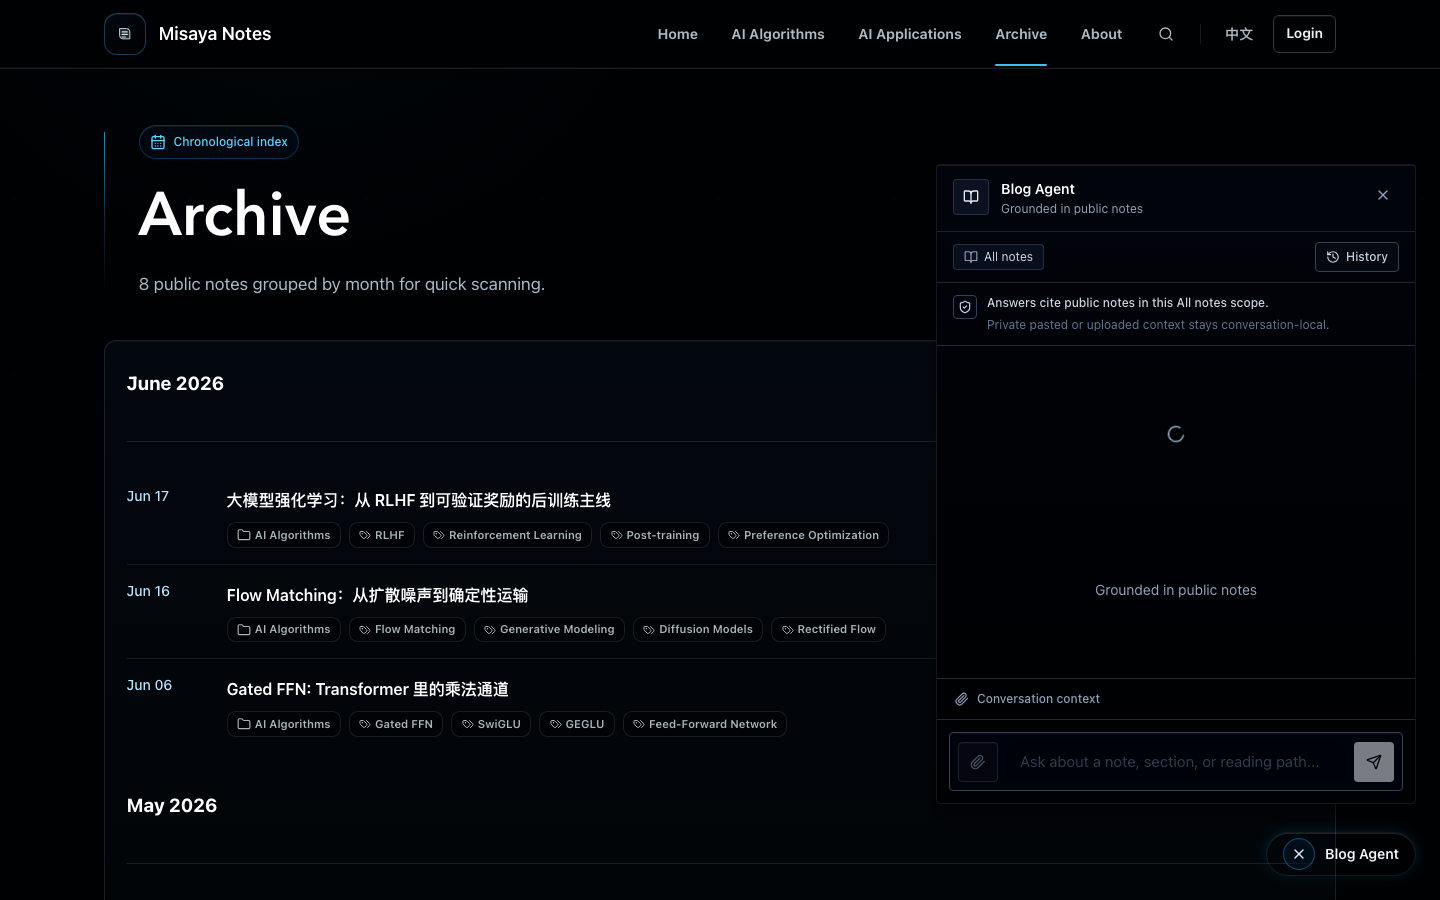 Misaya Notes
Home AI Algorithms AI Applications Archive About 中文 Login
Chronological index
Archive
8 public notes grouped by month for quick scanning.
June 2026
Jun 17
大模型强化学习：从 RLHF 到可验证奖励的后训练主线
AI Algorithms RLHF Reinforcement Learning Post-training Preference Optimization
Jun 16
Flow Matching：从扩散噪声到确定性运输
AI Algorithms Flow Matching Generative Modeling Diffusion Models Rectified Flow
Jun 06
Gated FFN: Transformer 里的乘法通道
AI Algorithms Gated FFN SwiGLU GEGLU Feed-Forward Network
May 2026
Blog Agent
Grounded in public notes
All notes History
Answers cite public notes in this All notes scope.
Private pasted or uploaded context stays conversation-local.
Grounded in public notes
Conversation context
Ask about a note, section, or reading path...
Blog Agent